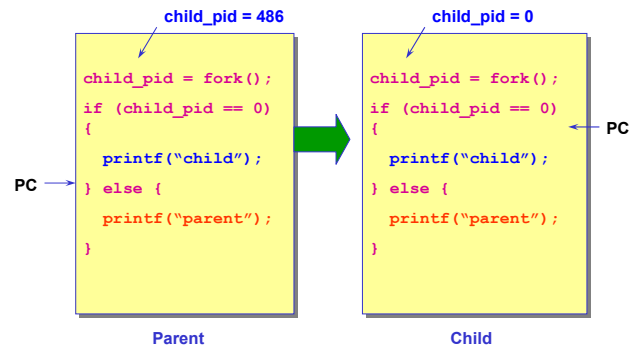 child_pid = 486
child_pid = fork();
if (child_pid == 0)
{
printf(“child”);
} else {
printf(“parent”);
}
PC
Parent
child_pid = 0
child_pid = fork();
if (child_pid == 0)
{
printf(“child”);
} else {
printf(“parent”);
}
PC
Child